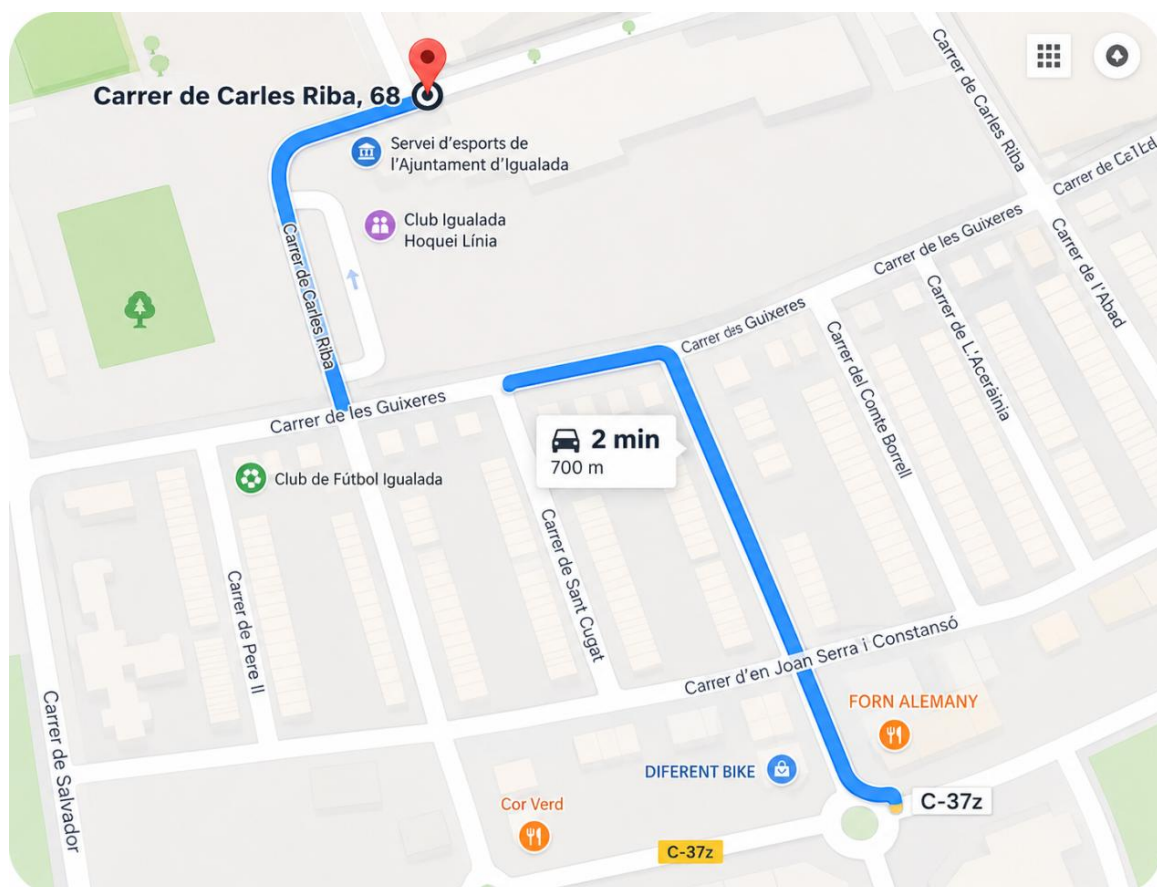 Carrer de Carles Riba
Carrer de Carles Riba, 68
Servei d'esports de
l'Ajuntament d'Igualada
Carrer de
Club Igualada
Hoquei Línia
Carrer de les Guixeres
Carrer de l'Abad
Carrer de Carles Riba
Carrer des Guixeres
Carrer de L'Aceràinia
Carrer del Comte Borrell
Carrer de les Guixeres
2 min
700 m
Club de Fútbol Igualada
Carrer de Sant Cugat
Carrer de Pere II
Carrer d'en Joan Serra i Constansó
Carrer de Salvador
FORN ALEMANY
DIFERENT BIKE
Cor Verd
C-37z
C-37z